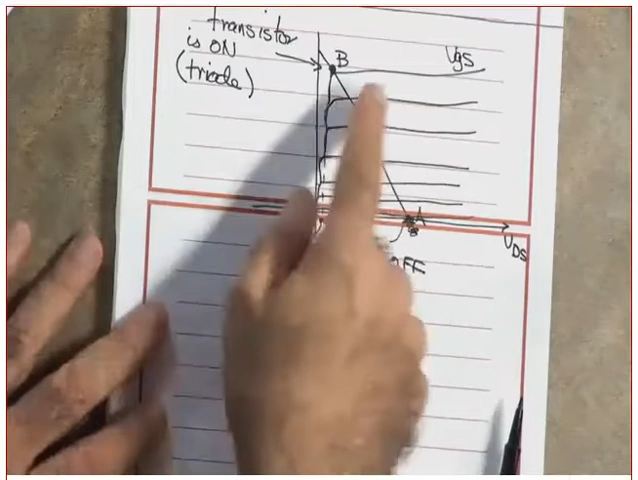 transistor
is ON
(triode)
B
Vgs
A
VDS
OFF